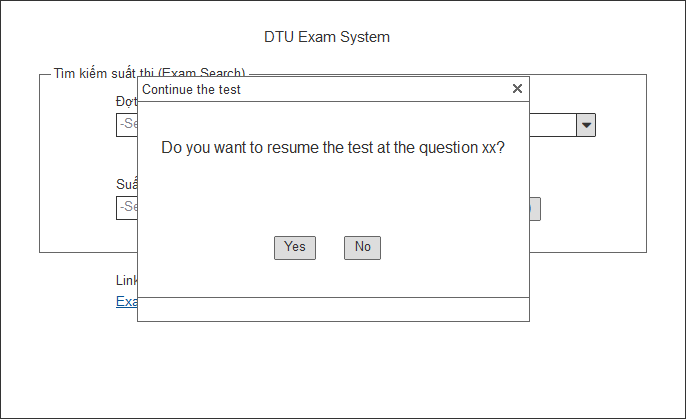 DTU Exam System
Tìm kiếm suất thi (Exam Search)
Continue the test
Đợt
-Se
Do you want to resume the test at the question xx?
Suấ
-Se
Yes
No
Link
Exa